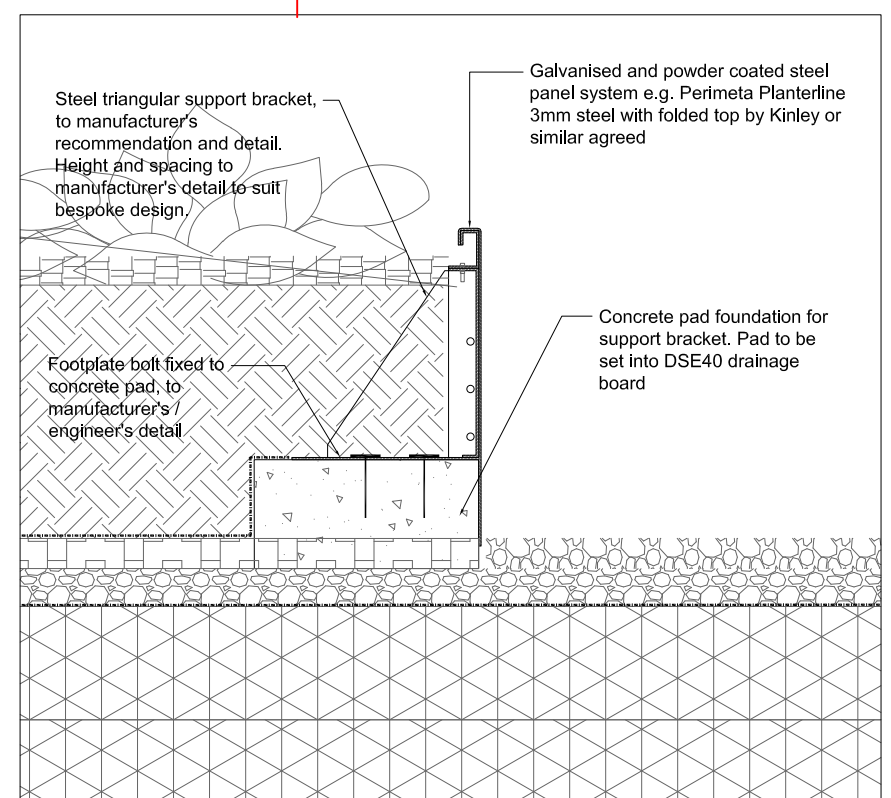 Galvanised and powder coated steel
panel system e.g. Perimeta Planterline
3mm steel with folded top by Kinley or
similar agreed
Steel triangular support bracket,
to manufacturer's
recommendation and detail.
Height and spacing to
manufacturer's detail to suit
bespoke design.
Concrete pad foundation for
support bracket. Pad to be
set into DSE40 drainage
board
Footplate bolt fixed to
concrete pad, to
manufacturer's /
engineer's detail